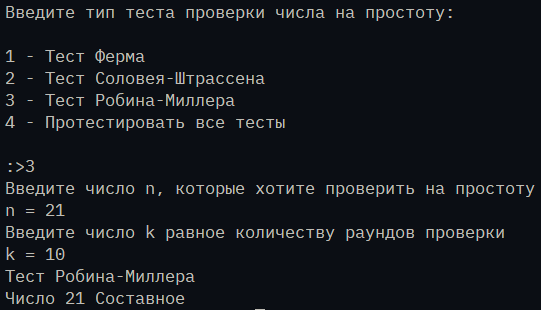 Введите тип теста проверки числа на простоту:
1 - Тест Ферма
2 - Тест Соловея-Штрассена
3 - Тест Робина-Миллера
4 - Протестировать все тесты
:>3
Введите число n, которые хотите проверить на простоту
n = 21
Введите число k равное количеству раундов проверки
k = 10
Тест Робина-Миллера
Число 21 Составное